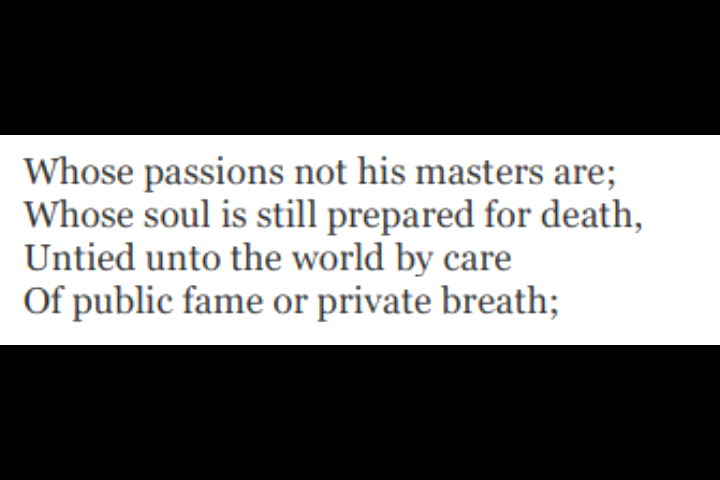 Whose passions not his masters are;
Whose soul is still prepared for death,
Untied unto the world by care
Of public fame or private breath;